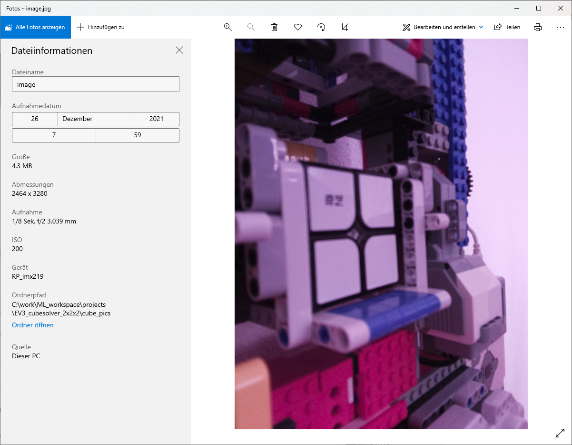 Fotos – image.jpg
Alle Fotos anzeigen
Hinzufügen zu
Bearbeiten und erstellen
Teilen
Dateiinformationen
Dateiname
image
Aufnahmedatum
26 Dezember 2021
7 59
Größe
4.3 MB
Abmessungen
2464 x 3280
Aufnahme
1/8 Sek. f/2 3.039 mm
ISO
200
Gerät
RP_imx219
Ordnerpfad
C:\work\ML_workspace\projects
\EV3_cubesolver_2x2x2\cube_pics
Ordner öffnen
Quelle
Dieser PC